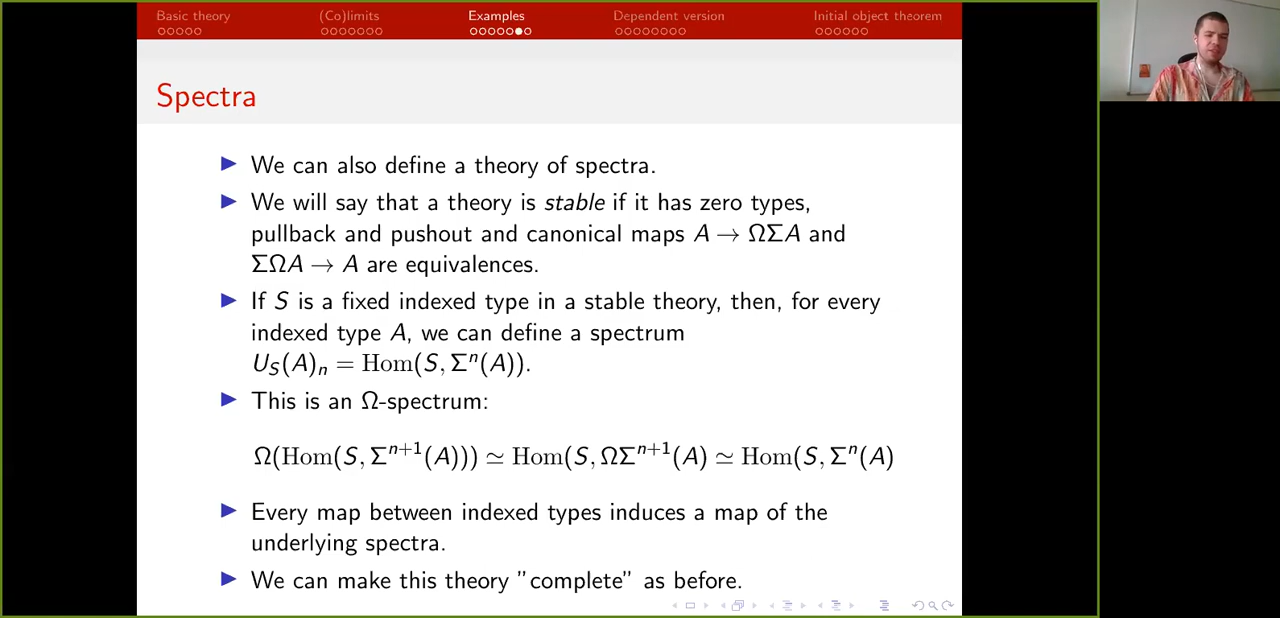 Basic theory (Co)limits Examples Dependent version Initial object theorem
Spectra
We can also define a theory of spectra.
We will say that a theory is stable if it has zero types,
pullback and pushout and canonical maps A → ΩΣA and
ΣΩA → A are equivalences.
If S is a fixed indexed type in a stable theory, then, for every
indexed type A, we can define a spectrum
U_S(A)_n = Hom(S, Σ^n(A)).
This is an Ω-spectrum:
Ω(Hom(S, Σ^{n+1}(A))) ≃ Hom(S, ΩΣ^{n+1}(A) ≃ Hom(S, Σ^n(A)
Every map between indexed types induces a map of the
underlying spectra.
We can make this theory ”complete” as before.